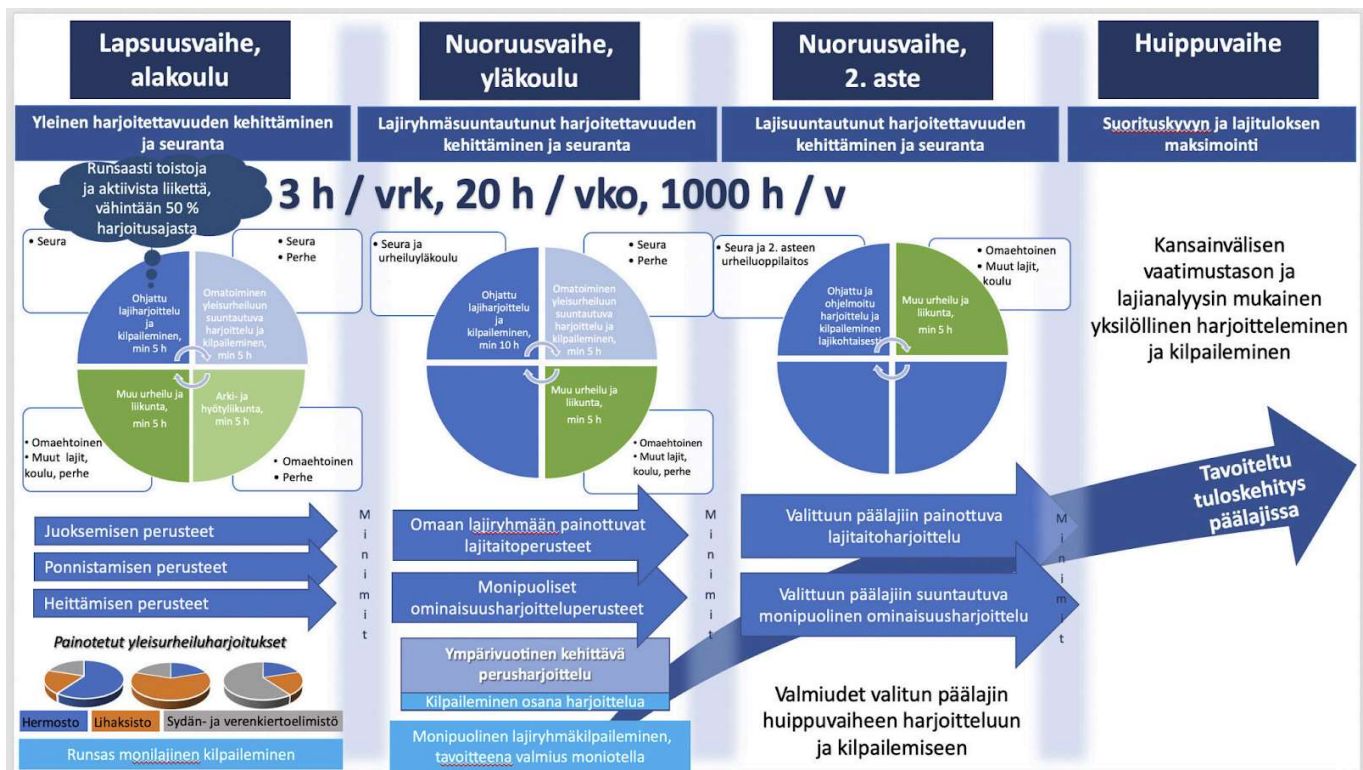 Lapsuusvaihe,
alakoulu
Nuoruusvaihe,
yläkoulu
Nuoruusvaihe,
2. aste
Huippuvaihe
Yleinen harjoitettavuuden kehittäminen
ja seuranta
Lajiryhmäsuuntautunut harjoitettavuuden
kehittäminen ja seuranta
Lajisuuntautunut harjoitettavuuden
kehittäminen ja seuranta
Suorituskyvyn ja lajituloksen
maksimointi
Runsaasti toistoja
ja aktiivista liikettä,
vähintään 50 %
harjoitusajasta
3 h / vrk, 20 h / vko, 1000 h / v
• Seura
• Seura
• Perhe
Ohjattu
lajiharjoittelu
ja
kilpaileminen,
min 5 h
Omatoiminen
yleisurheiluun
suuntautuva
harjoittelu ja
kilpaileminen,
min 5 h
Muu urheilu ja
liikunta,
min 5 h
Arki- ja
hyötyliikunta,
min 5 h
• Omaehtoinen
• Muut lajit,
koulu, perhe
• Omaehtoinen
• Perhe
• Seura ja
urheiluyläkoulu
• Seura
• Perhe
Ohjattu
lajiharjoittelu
ja
kilpaileminen,
min 10 h
Omatoiminen
yleisurheiluun
suuntautuva
harjoittelu ja
kilpaileminen,
min 5 h
Muu urheilu ja
liikunta,
min 5 h
• Omaehtoinen
• Muut lajit,
koulu, perhe
• Seura ja 2. asteen
urheiluoppilaitos
• Omaehtoinen
• Muut lajit,
koulu
Ohjattu ja
ohjelmoitu
harjoittelu ja
kilpaileminen
lajikohtaisesti
Muu urheilu ja
liikunta,
min 5 h
Kansainvälisen
vaatimustason ja
lajianalyysin mukainen
yksilöllinen harjoitteleminen
ja kilpaileminen
Tavoiteltu
tuloskehitys
päälajissa
Juoksemisen perusteet
Ponnistamisen perusteet
Heittämisen perusteet
Minimit
Omaan lajiryhmään painottuvat
lajitaitoperusteet
Monipuoliset
ominaisuusharjoitteluperusteet
Minimit
Valittuun päälajiin painottuva
lajitaitoharjoittelu
Valittuun päälajiin suuntautuva
monipuolinen ominaisuusharjoittelu
Minimit
Painotetut yleisurheiluharjoitukset
Hermosto
Lihaksisto
Sydän- ja verenkiertoelimistö
Runsas monilajinen kilpaileminen
Ympärivuotinen kehittävä
perusharjoittelu
Kilpaileminen osana harjoittelua
Monipuolinen lajiryhmäkilpaileminen,
tavoitteena valmius moniotella
Valmiudet valitun päälajin
huippuvaiheen harjoitteluun
ja kilpailemiseen